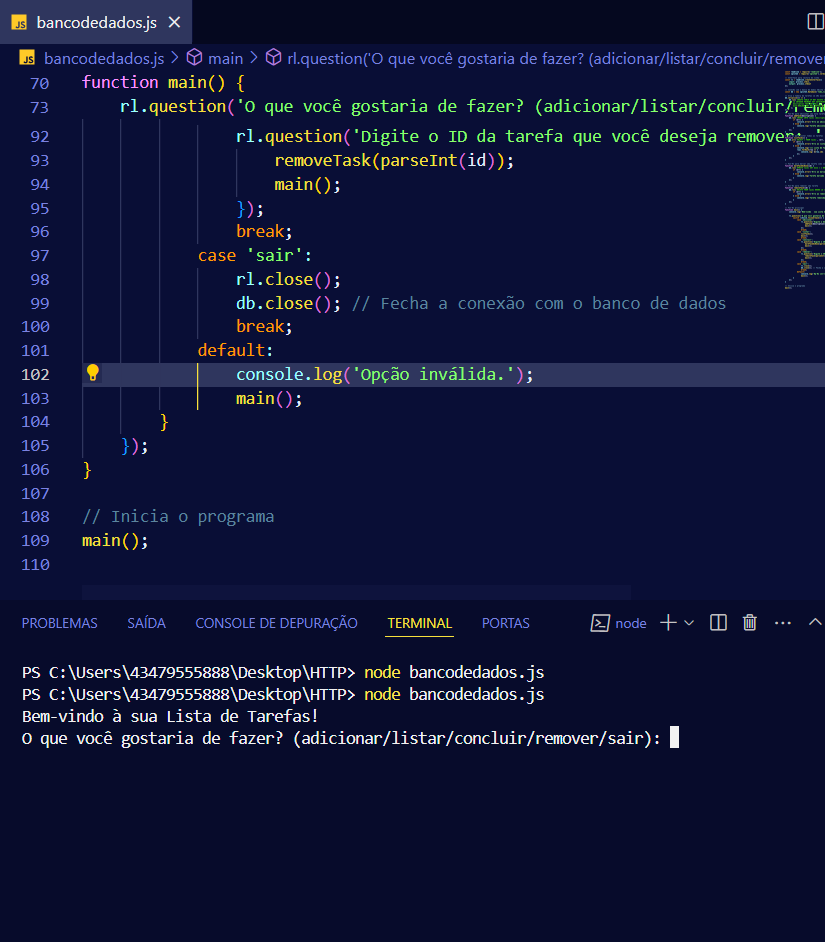 JS bancodedados.js ×
JS bancodedados.js > main > rl.question('O que você gostaria de fazer? (adicionar/listar/concluir/remover
70 function main() {
73 rl.question('O que você gostaria de fazer? (adicionar/listar/concluir/rem
92 rl.question('Digite o ID da tarefa que você deseja remover: '
93 removeTask(parseInt(id));
94 main();
95 });
96 break;
97 case 'sair':
98 rl.close();
99 db.close(); // Fecha a conexão com o banco de dados
100 break;
101 default:
102 console.log('Opção inválida.');
103 main();
104 }
105 });
106 }
107
108 // Inicia o programa
109 main();
110
PROBLEMAS SAÍDA CONSOLE DE DEPURAÇÃO TERMINAL PORTAS node
PS C:\Users\43479555888\Desktop\HTTP> node bancodedados.js
PS C:\Users\43479555888\Desktop\HTTP> node bancodedados.js
Bem-vindo à sua Lista de Tarefas!
O que você gostaria de fazer? (adicionar/listar/concluir/remover/sair):